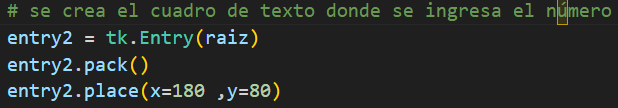 # se crea el cuadro de texto donde se ingresa el número
entry2 = tk.Entry(raiz)
entry2.pack()
entry2.place(x=180 ,y=80)